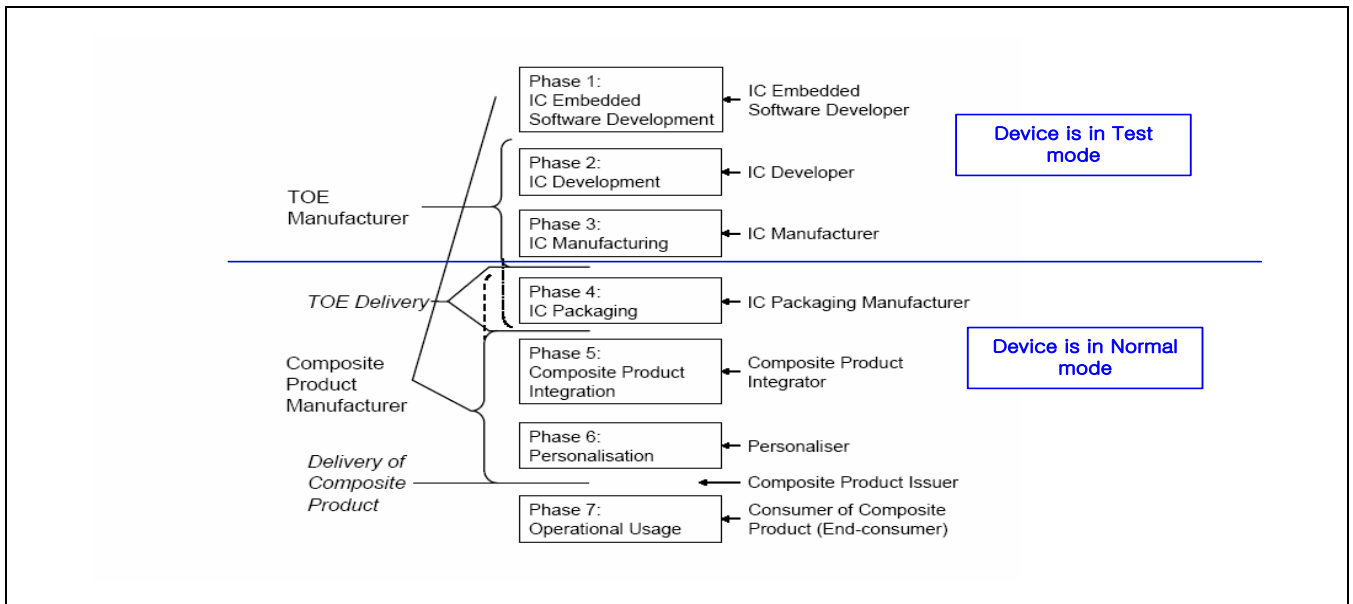 Phase 1:
IC Embedded
Software Development
IC Embedded
Software Developer
Device is in Test
mode
Phase 2:
IC Development
IC Developer
TOE
Manufacturer
Phase 3:
IC Manufacturing
IC Manufacturer
TOE Delivery
Phase 4:
IC Packaging
IC Packaging Manufacturer
Device is in Normal
mode
Composite
Product
Manufacturer
Phase 5:
Composite Product
Integration
Composite Product
Integrator
Phase 6:
Personalisation
Personaliser
Delivery of
Composite
Product
Composite Product Issuer
Phase 7:
Operational Usage
Consumer of Composite
Product (End-consumer)